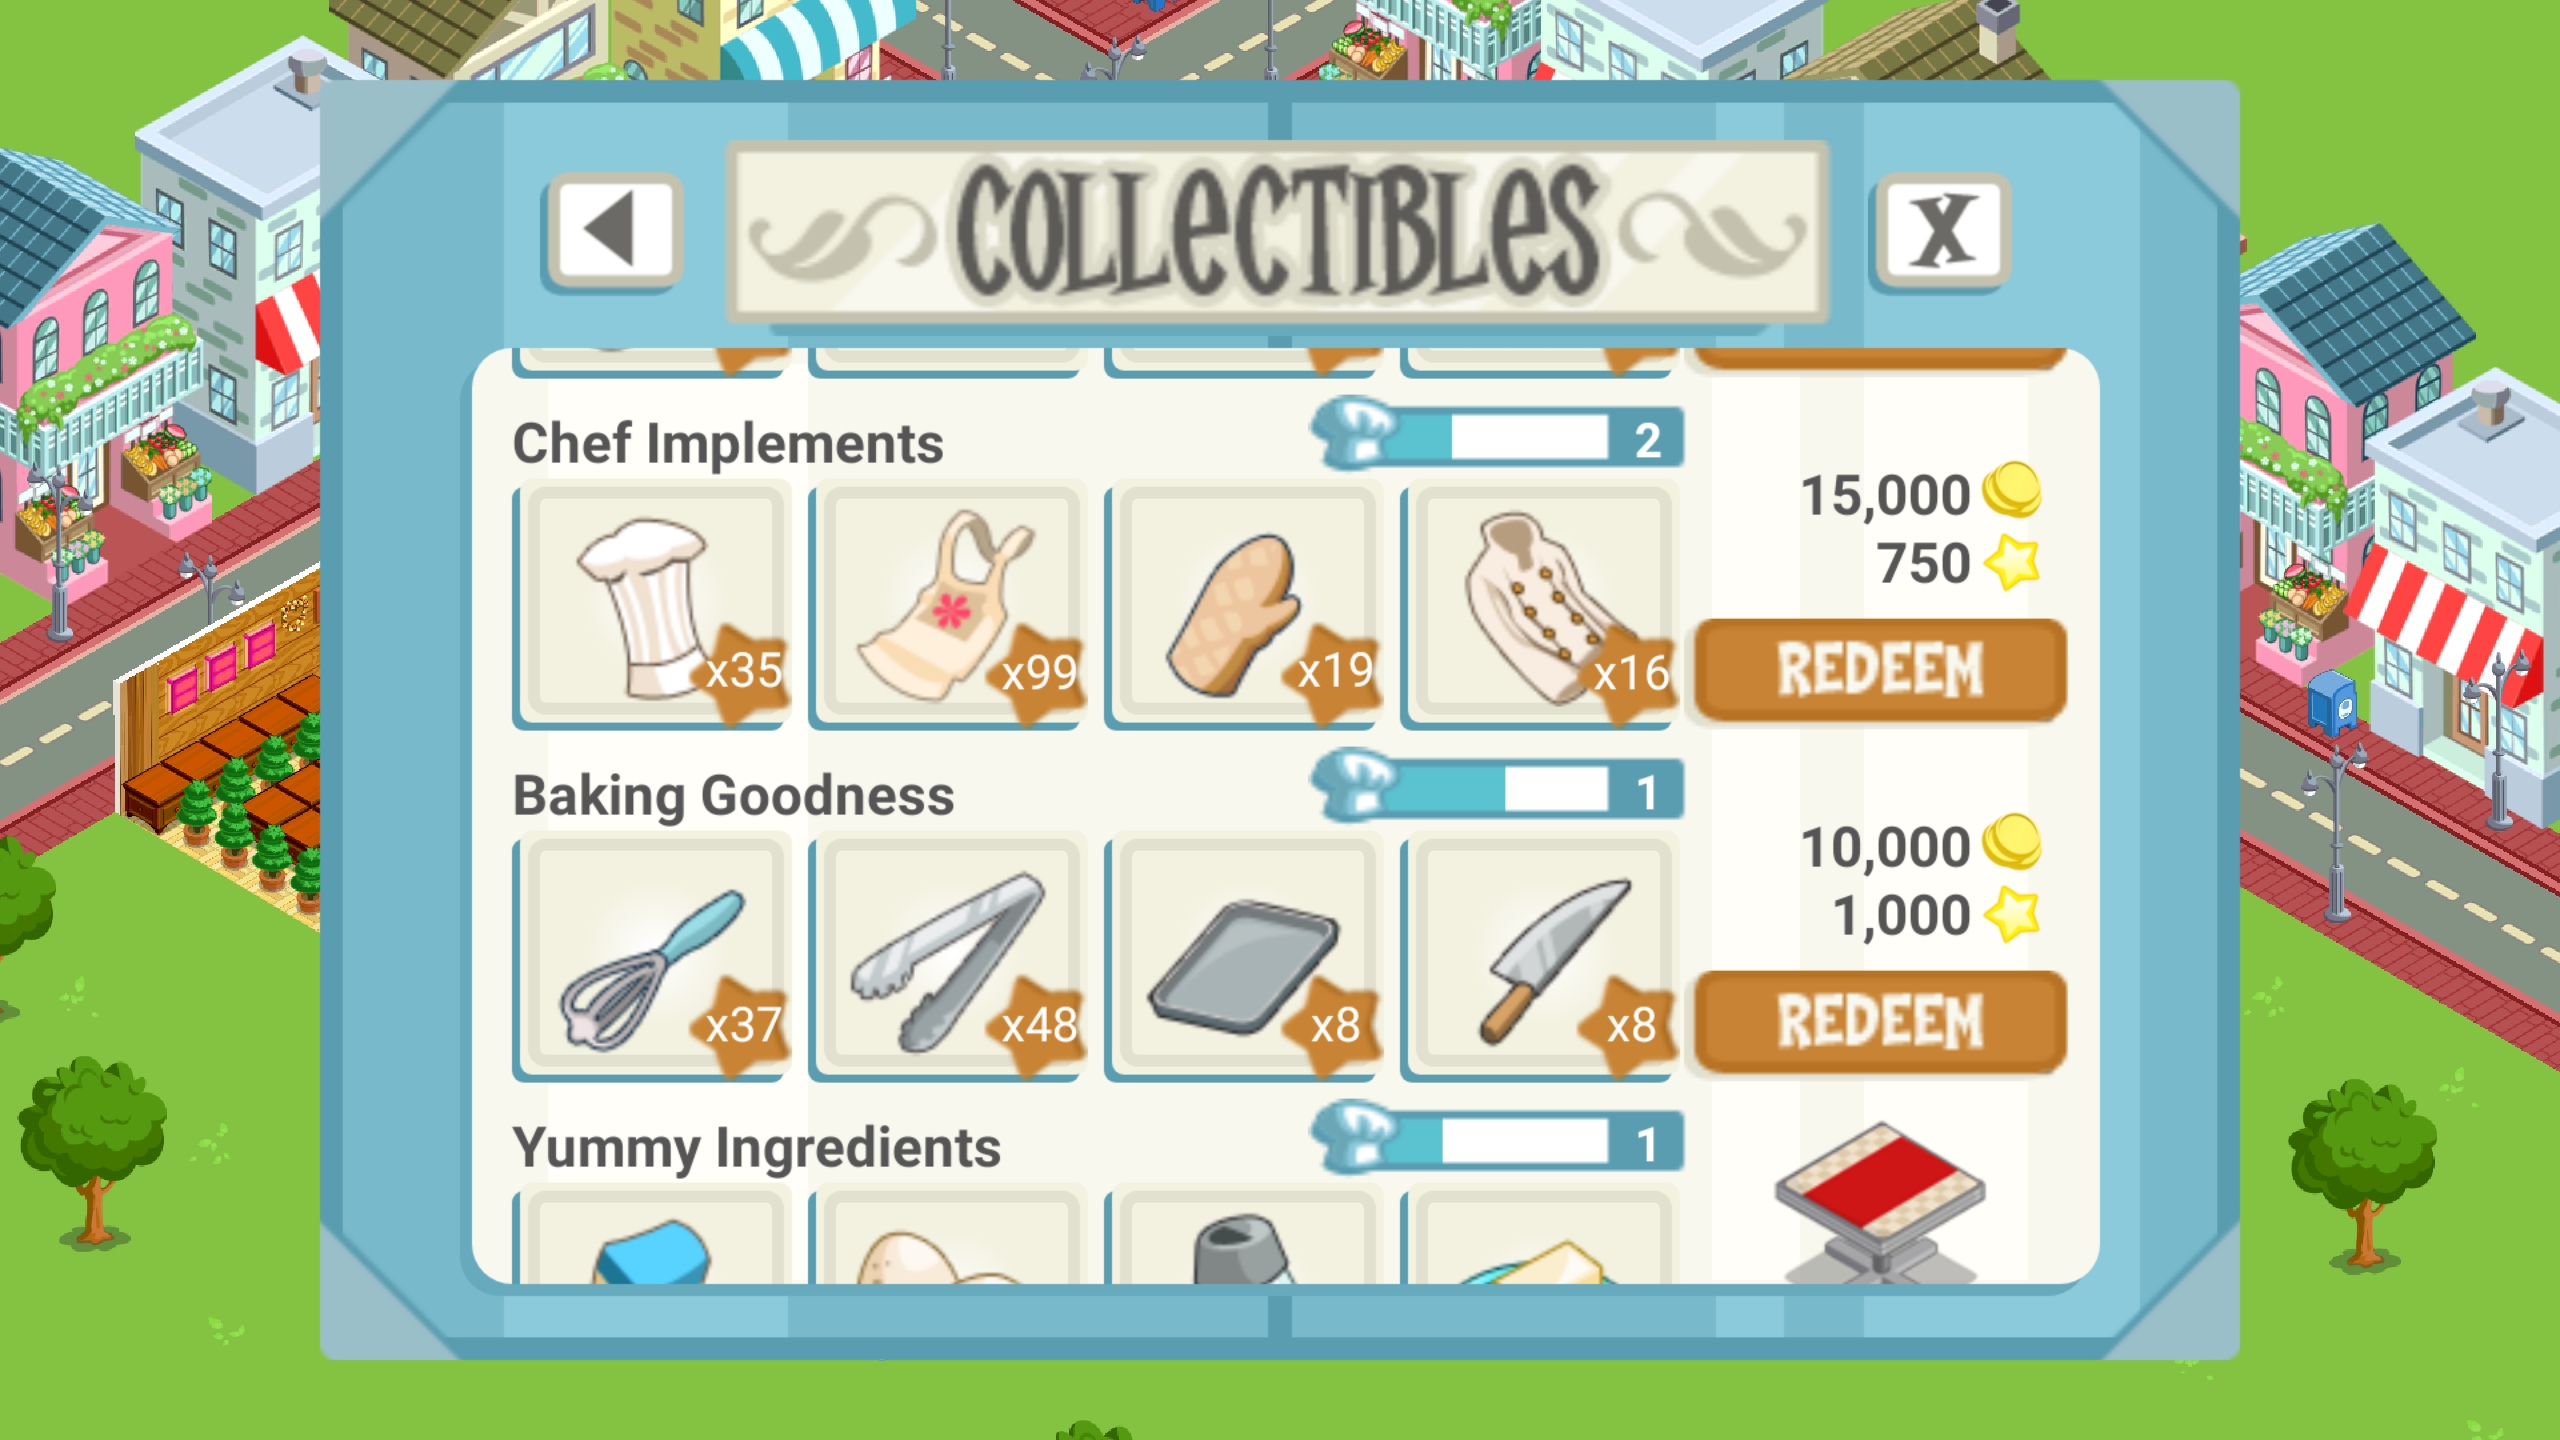 COLLECTIBLES
X
Chef Implements
2
15,000
750
x35
x99
x19
x16
REDEEM
Baking Goodness
1
10,000
1,000
x37
x48
x8
x8
REDEEM
Yummy Ingredients
1